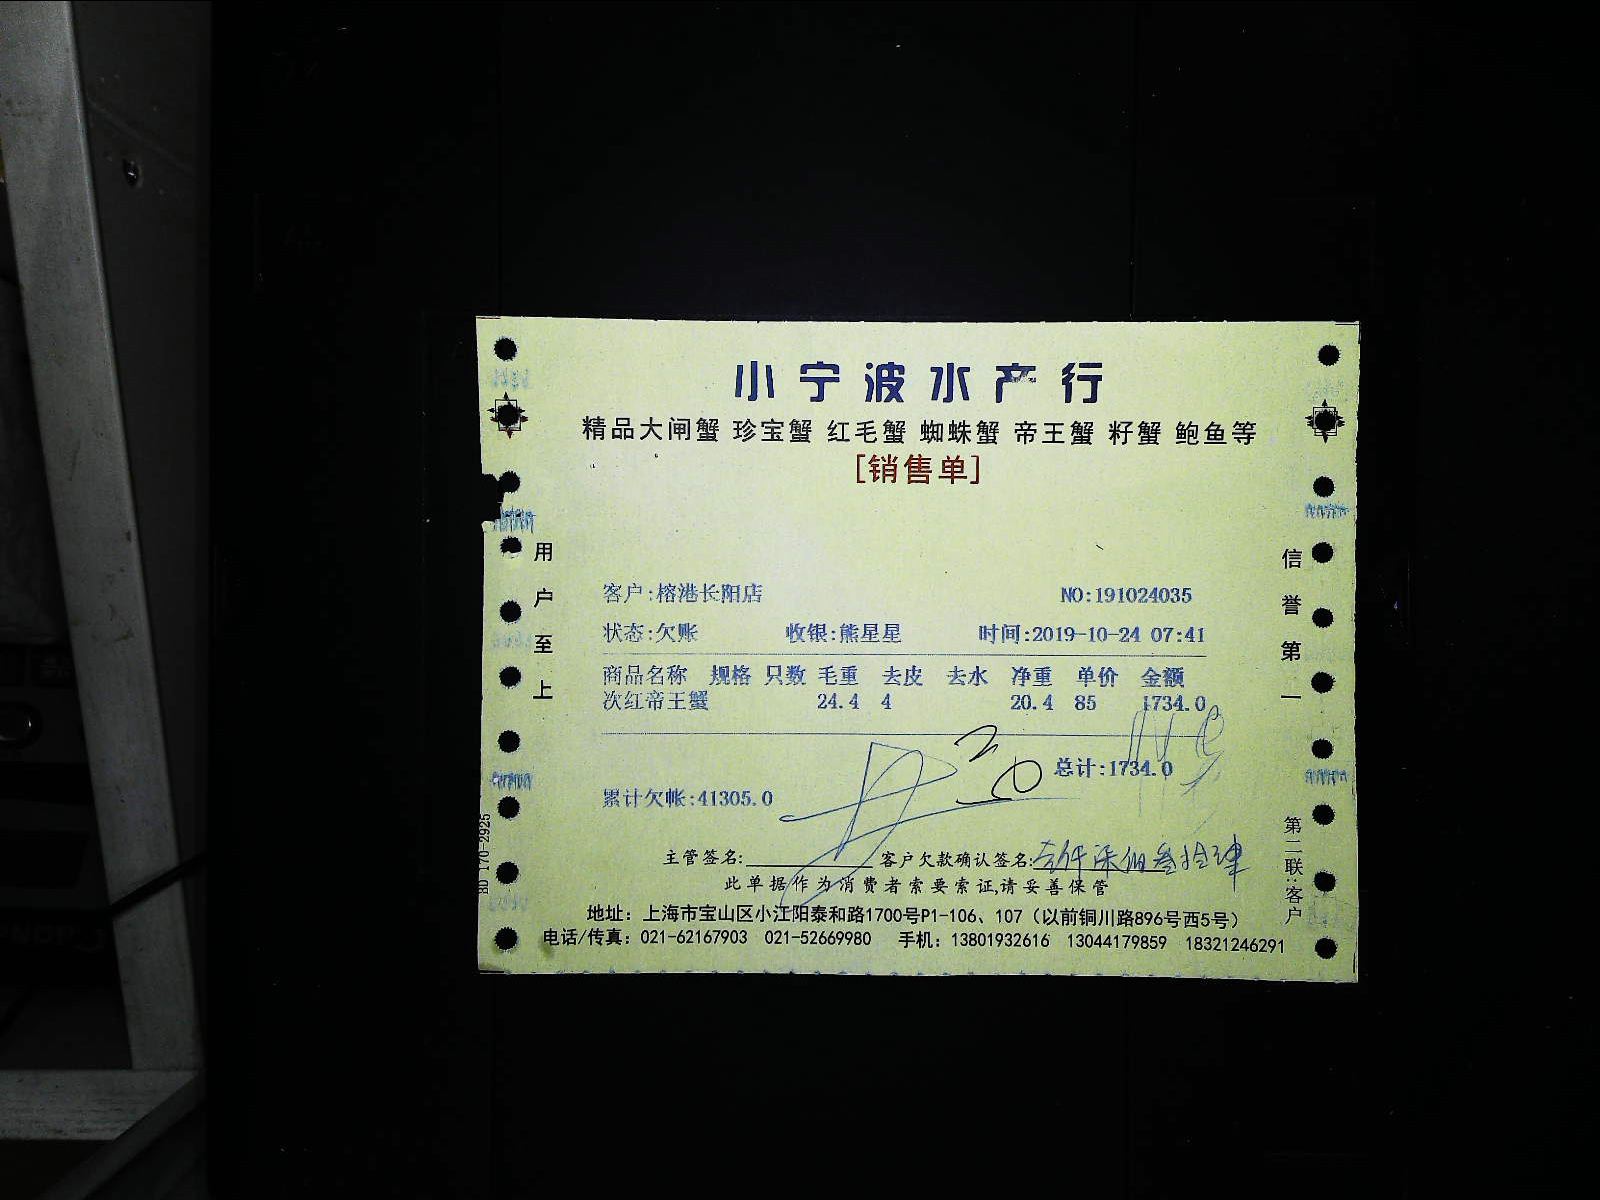 小宁波水产行
精品大闸蟹 珍宝蟹 红毛蟹 蜘蛛蟹 帝王蟹 籽蟹 鲍鱼等
[销售单]
用户至上
信誉第一
客户:榕港长阳店 NO:191024035
状态:欠账 收银:熊星星 时间:2019-10-24 07:41
商品名称 规格 只数 毛重 去皮 去水 净重 单价 金额
次红帝王蟹 24.4 4 20.4 85 1734.0
总计:1734.0
累计欠帐:41305.0
主管签名: 客户欠款确认签名:壹仟柒佰叁拾肆
此单据作为消费者索要索证,请妥善保管
地址：上海市宝山区小江阳泰和路1700号P1-106、107（以前铜川路896号西5号）
电话/传真：021-62167903 021-52669980 手机：13801932616 13044179859 18321246291
第二联:客户
170-2925